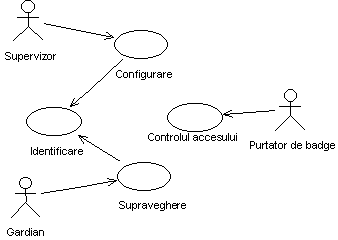 Supervizor
Configurare
Identificare
Controlul accesului
Purtator de badge
Supraveghere
Gardian